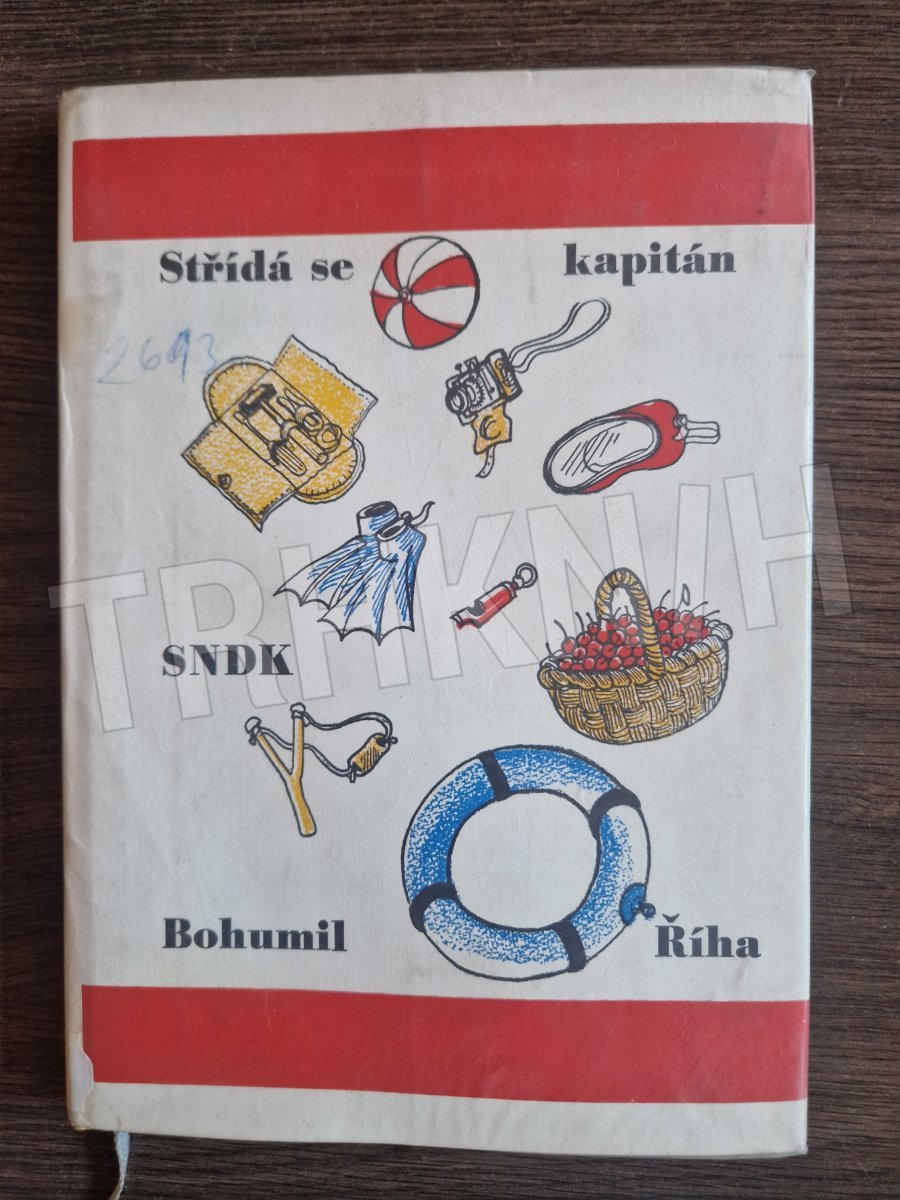 Střídá se kapitán
2693
TRHKNIH
SNDK
Bohumil Říha